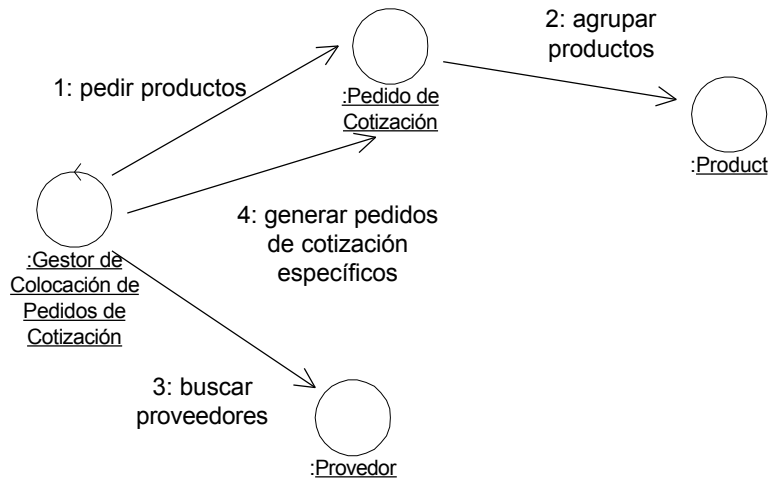 2: agrupar
productos
1: pedir productos
:Pedido de
Cotización
:Product
4: generar pedidos
de cotización
específicos
:Gestor de
Colocación de
Pedidos de
Cotización
3: buscar
proveedores
:Provedor